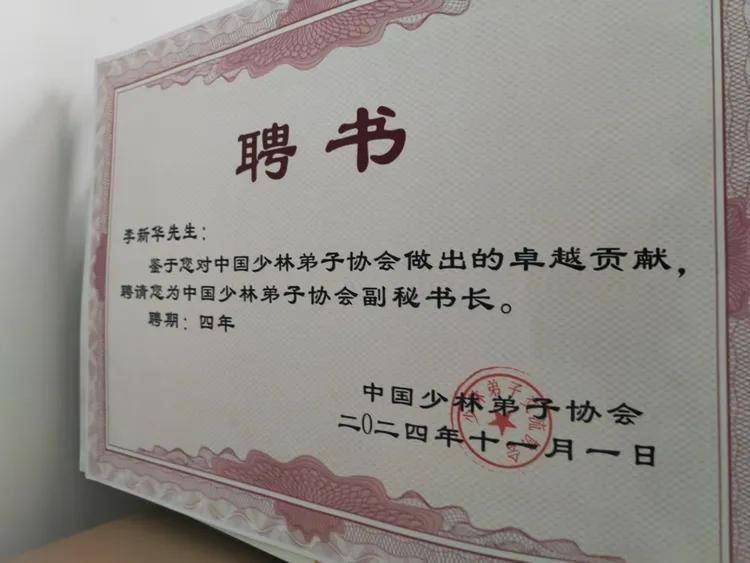 聘书
李新华先生：
鉴于您对中国少林弟子协会做出的卓越贡献，
聘请您为中国少林弟子协会副秘书长。
聘期：四年
中国少林弟子协会
二0二四年十一月一日